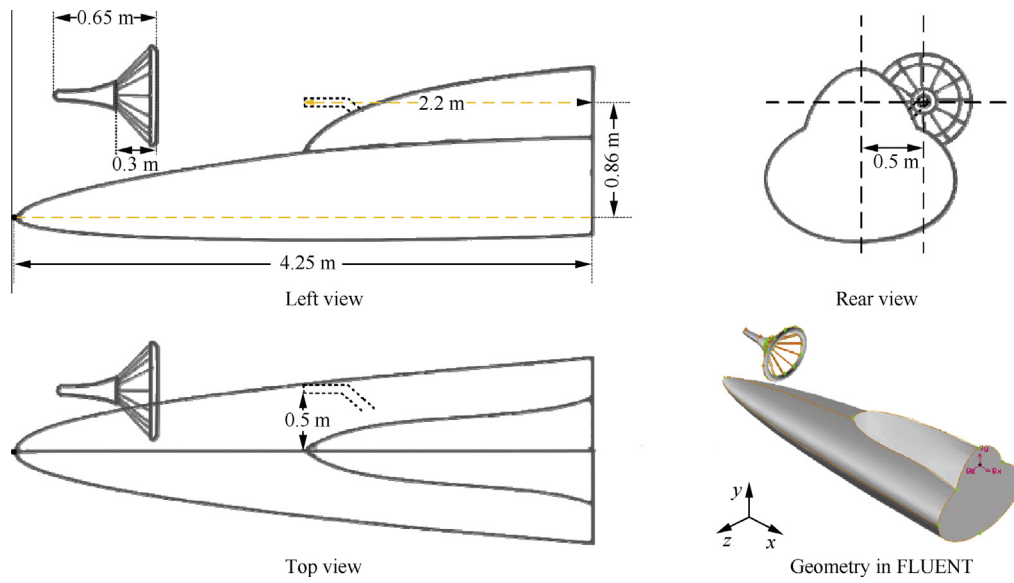 0.65 m
2.2 m
0.3 m
0.86 m
4.25 m
Left view
0.5 m
Rear view
0.5 m
Top view
y
z
x
Geometry in FLUENT